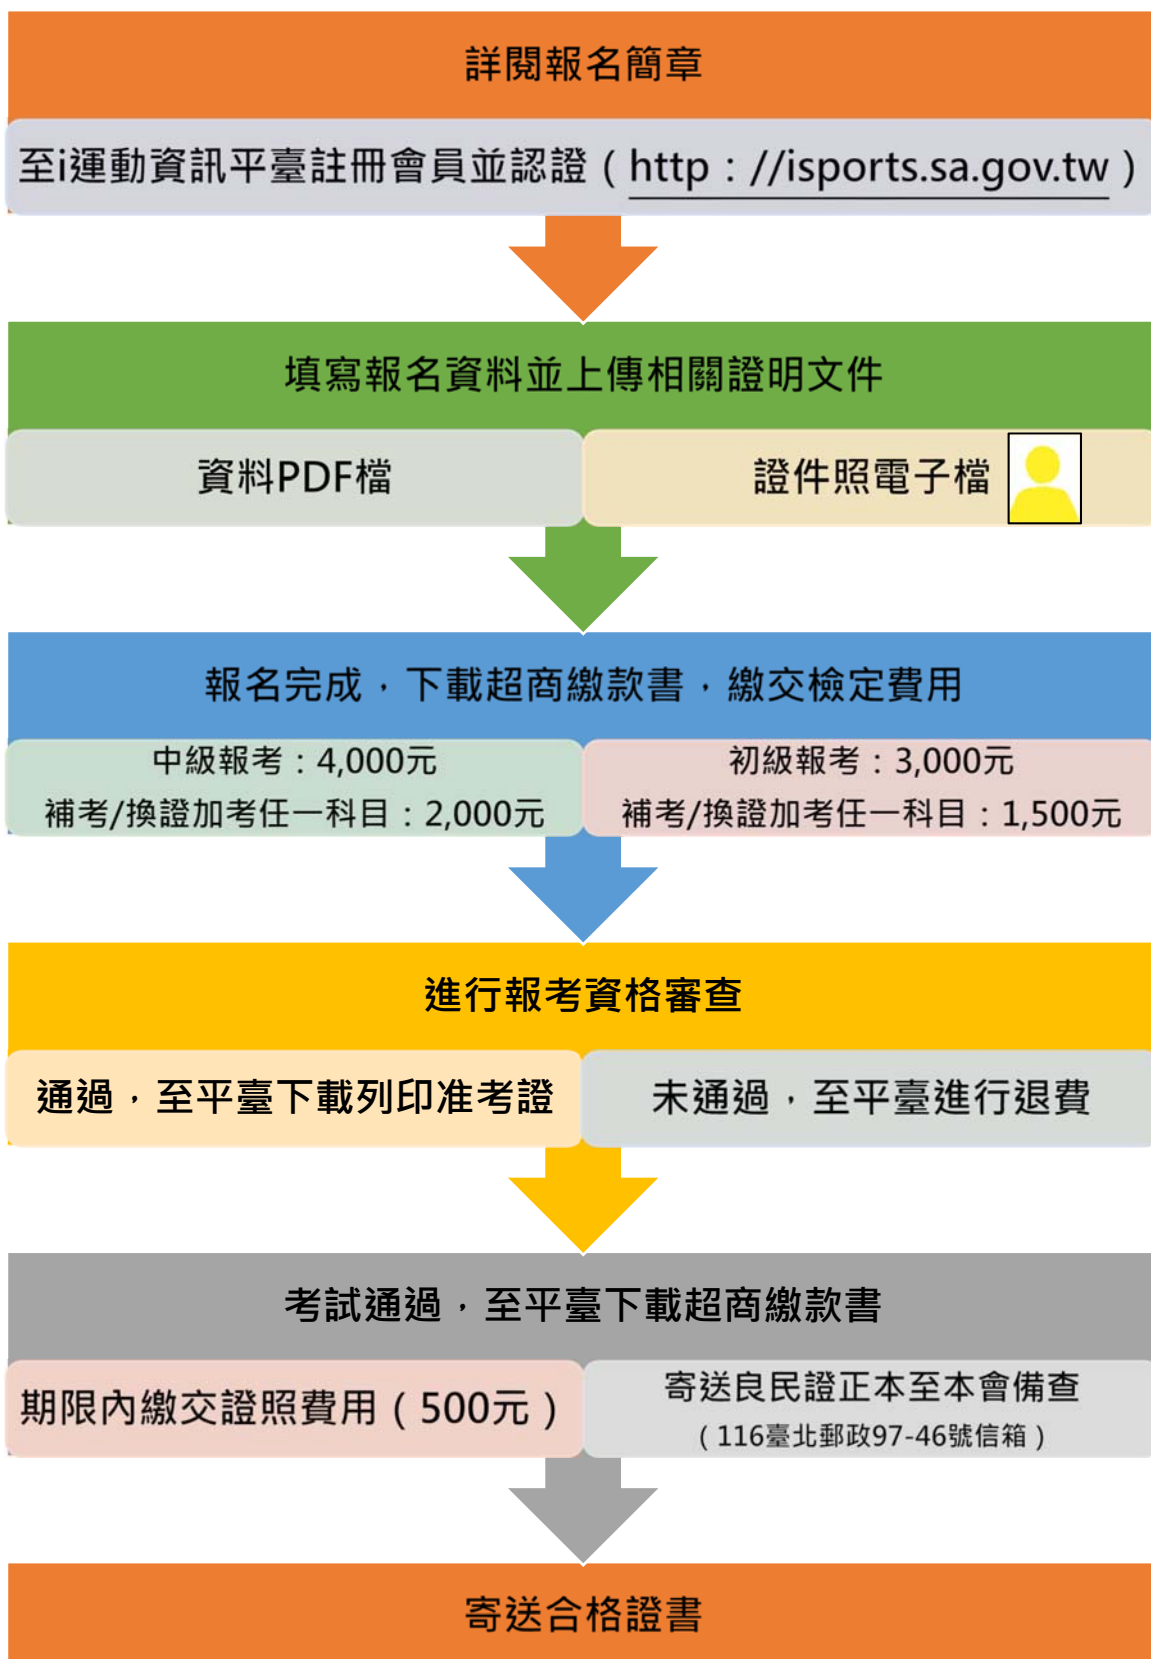 詳閱報名簡章
至i運動資訊平臺註冊會員並認證（http：//isports.sa.gov.tw）
填寫報名資料並上傳相關證明文件
資料PDF檔
證件照電子檔
報名完成，下載超商繳款書，繳交檢定費用
中級報考：4,000元
補考/換證加考任一科目：2,000元
初級報考：3,000元
補考/換證加考任一科目：1,500元
進行報考資格審查
通過，至平臺下載列印准考證
未通過，至平臺進行退費
考試通過，至平臺下載超商繳款書
期限內繳交證照費用（500元）
寄送良民證正本至本會備查
（116臺北郵政97-46號信箱）
寄送合格證書